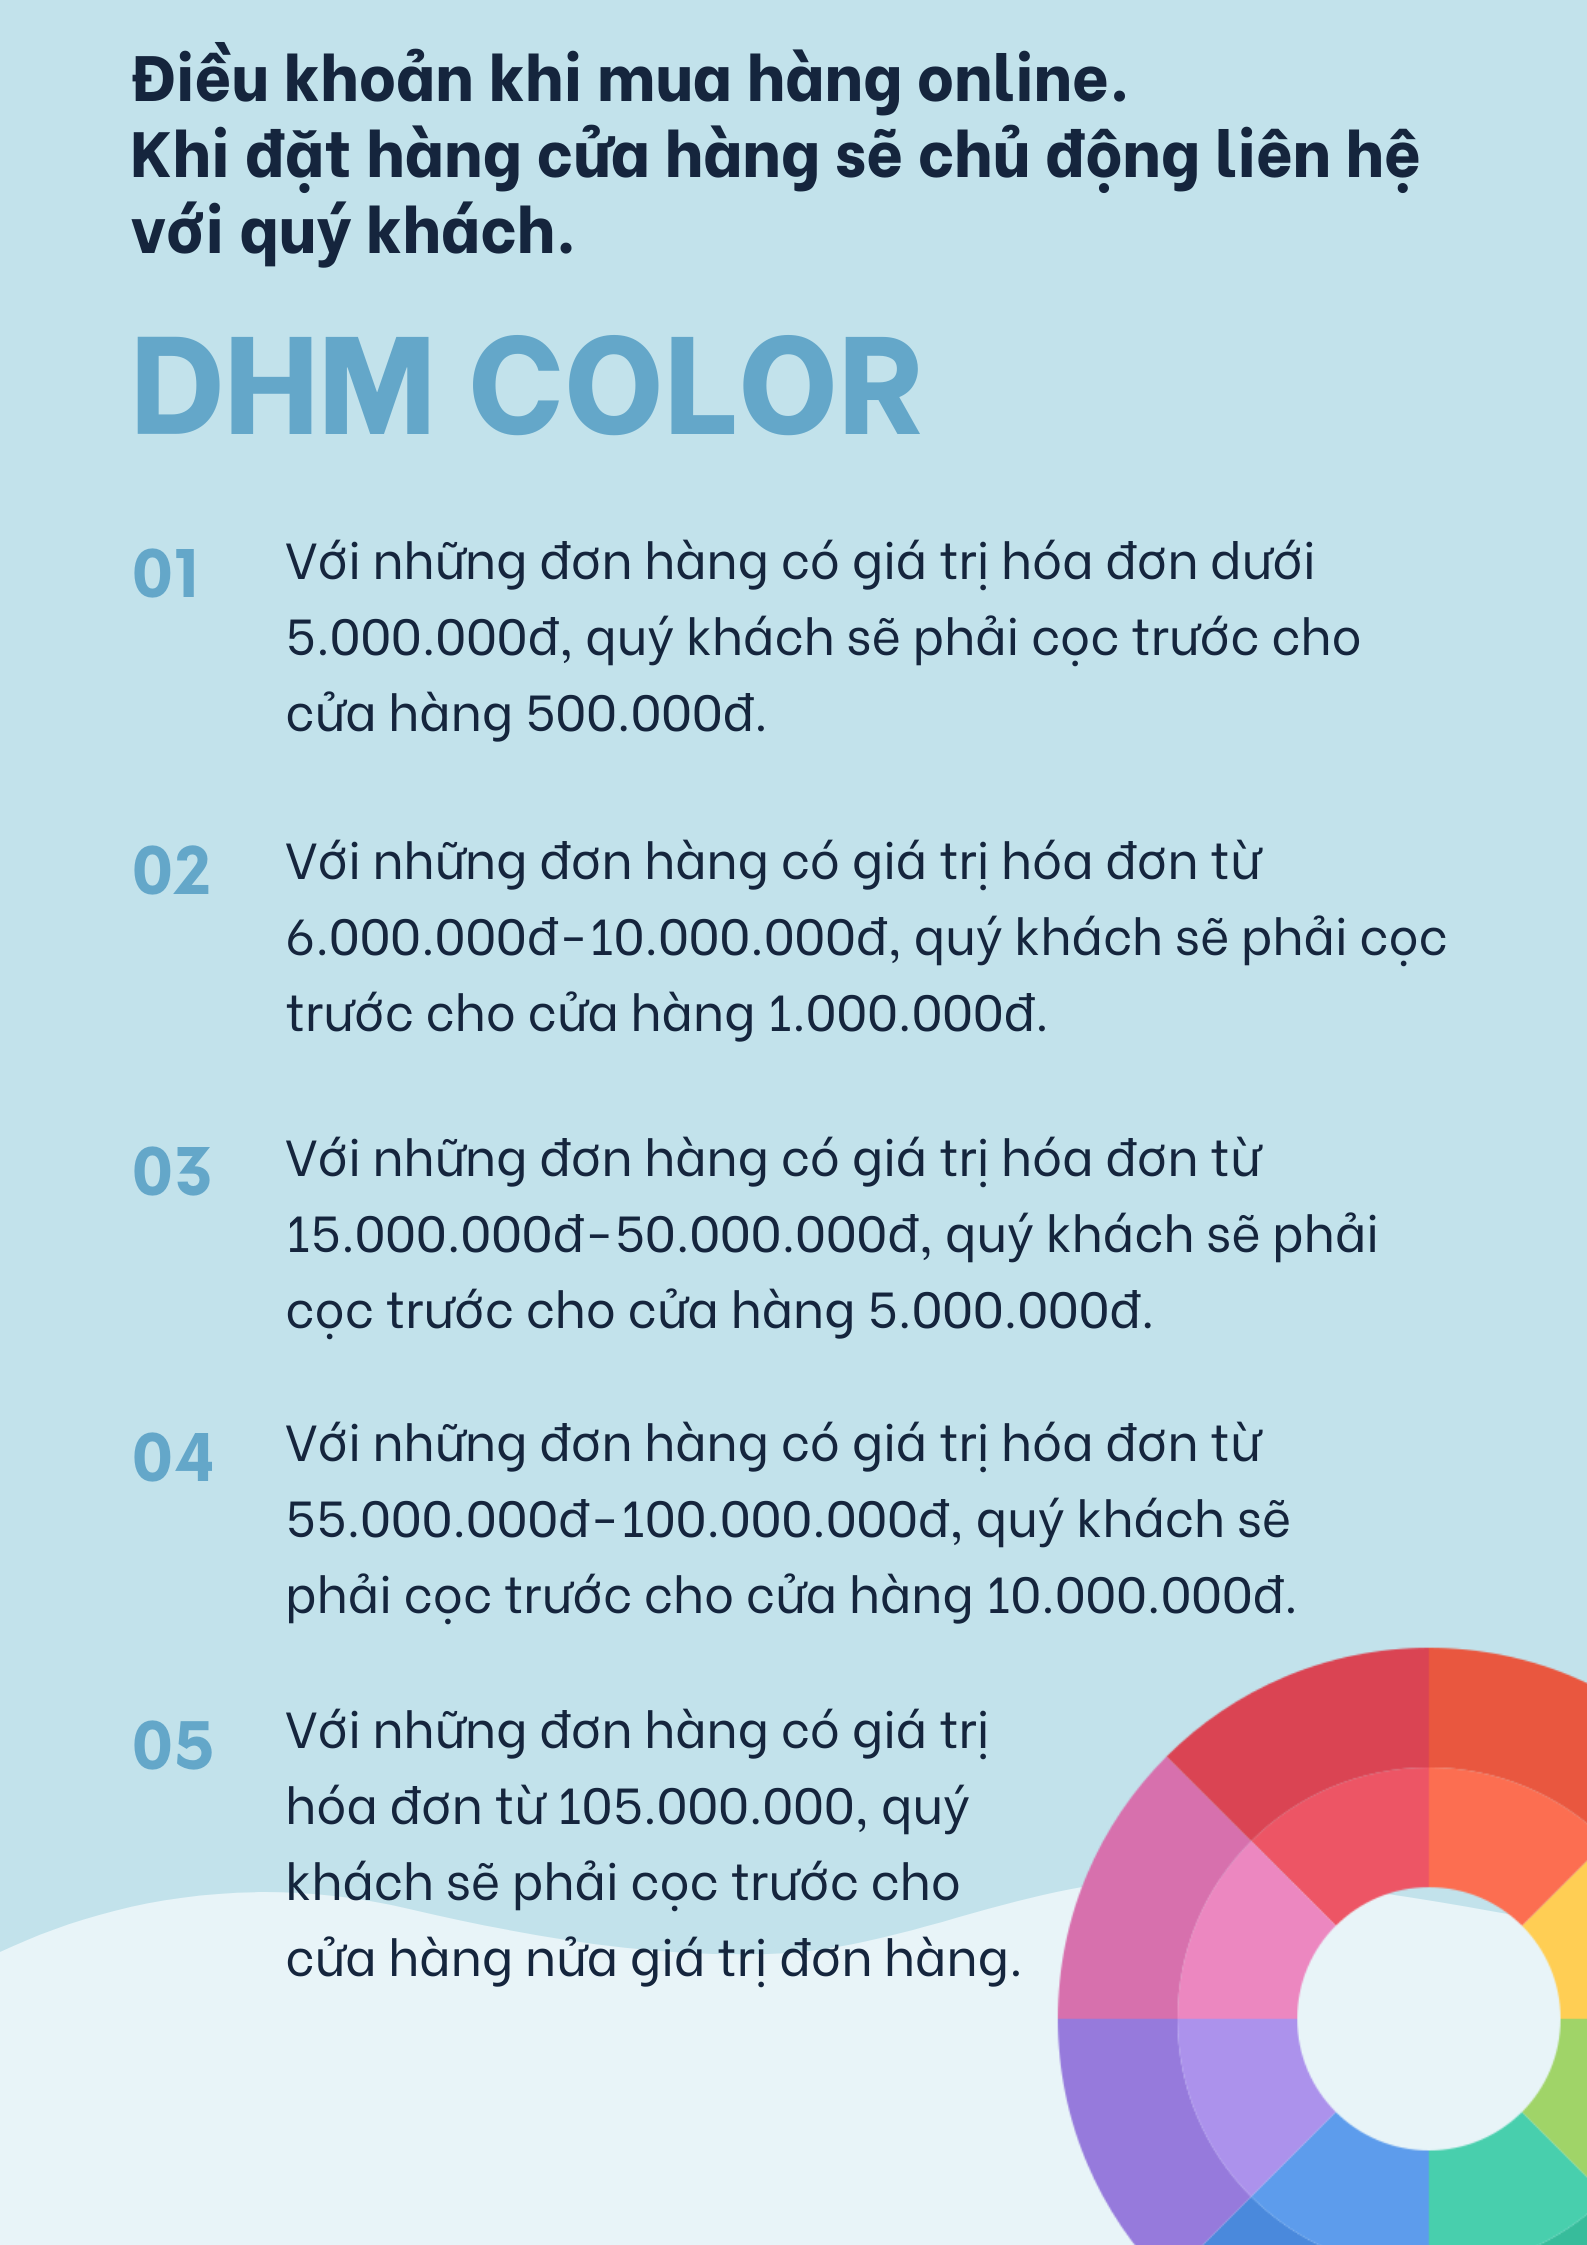 Điều khoản khi mua hàng online.
Khi đặt hàng cửa hàng sẽ chủ động liên hệ
với quý khách.
DHM COLOR
01
Với những đơn hàng có giá trị hóa đơn dưới
5.000.000đ, quý khách sẽ phải cọc trước cho
cửa hàng 500.000đ.
02
Với những đơn hàng có giá trị hóa đơn từ
6.000.000đ-10.000.000đ, quý khách sẽ phải cọc
trước cho cửa hàng 1.000.000đ.
03
Với những đơn hàng có giá trị hóa đơn từ
15.000.000đ-50.000.000đ, quý khách sẽ phải
cọc trước cho cửa hàng 5.000.000đ.
04
Với những đơn hàng có giá trị hóa đơn từ
55.000.000đ-100.000.000đ, quý khách sẽ
phải cọc trước cho cửa hàng 10.000.000đ.
05
Với những đơn hàng có giá trị
hóa đơn từ 105.000.000, quý
khách sẽ phải cọc trước cho
cửa hàng nửa giá trị đơn hàng.